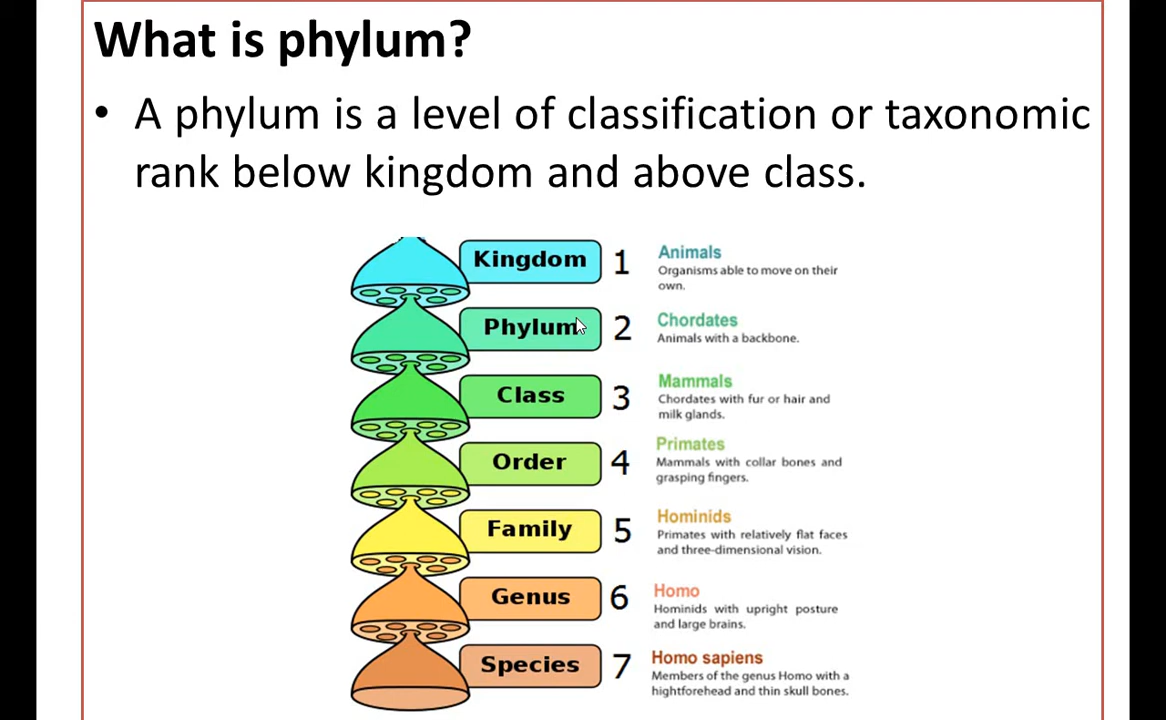 What is phylum?
• A phylum is a level of classification or taxonomic
rank below kingdom and above class.
Kingdom 1 Animals
Organisms able to move on their
own.
Phylum 2 Chordates
Animals with a backbone.
Class 3 Mammals
Chordates with fur or hair and
milk glands.
Order 4 Primates
Mammals with collar bones and
grasping fingers.
Family 5 Hominids
Primates with relatively flat faces
and three-dimensional vision.
Genus 6 Homo
Hominids with upright posture
and large brains.
Species 7 Homo sapiens
Members of the genus Homo with a
hightforehead and thin skull bones.